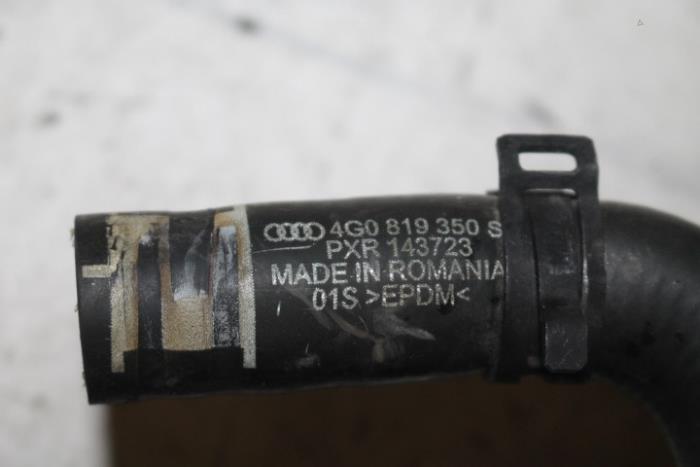 4G0 819 350 S
PXR 143723
MADE IN ROMANIA
01S >EPDM<